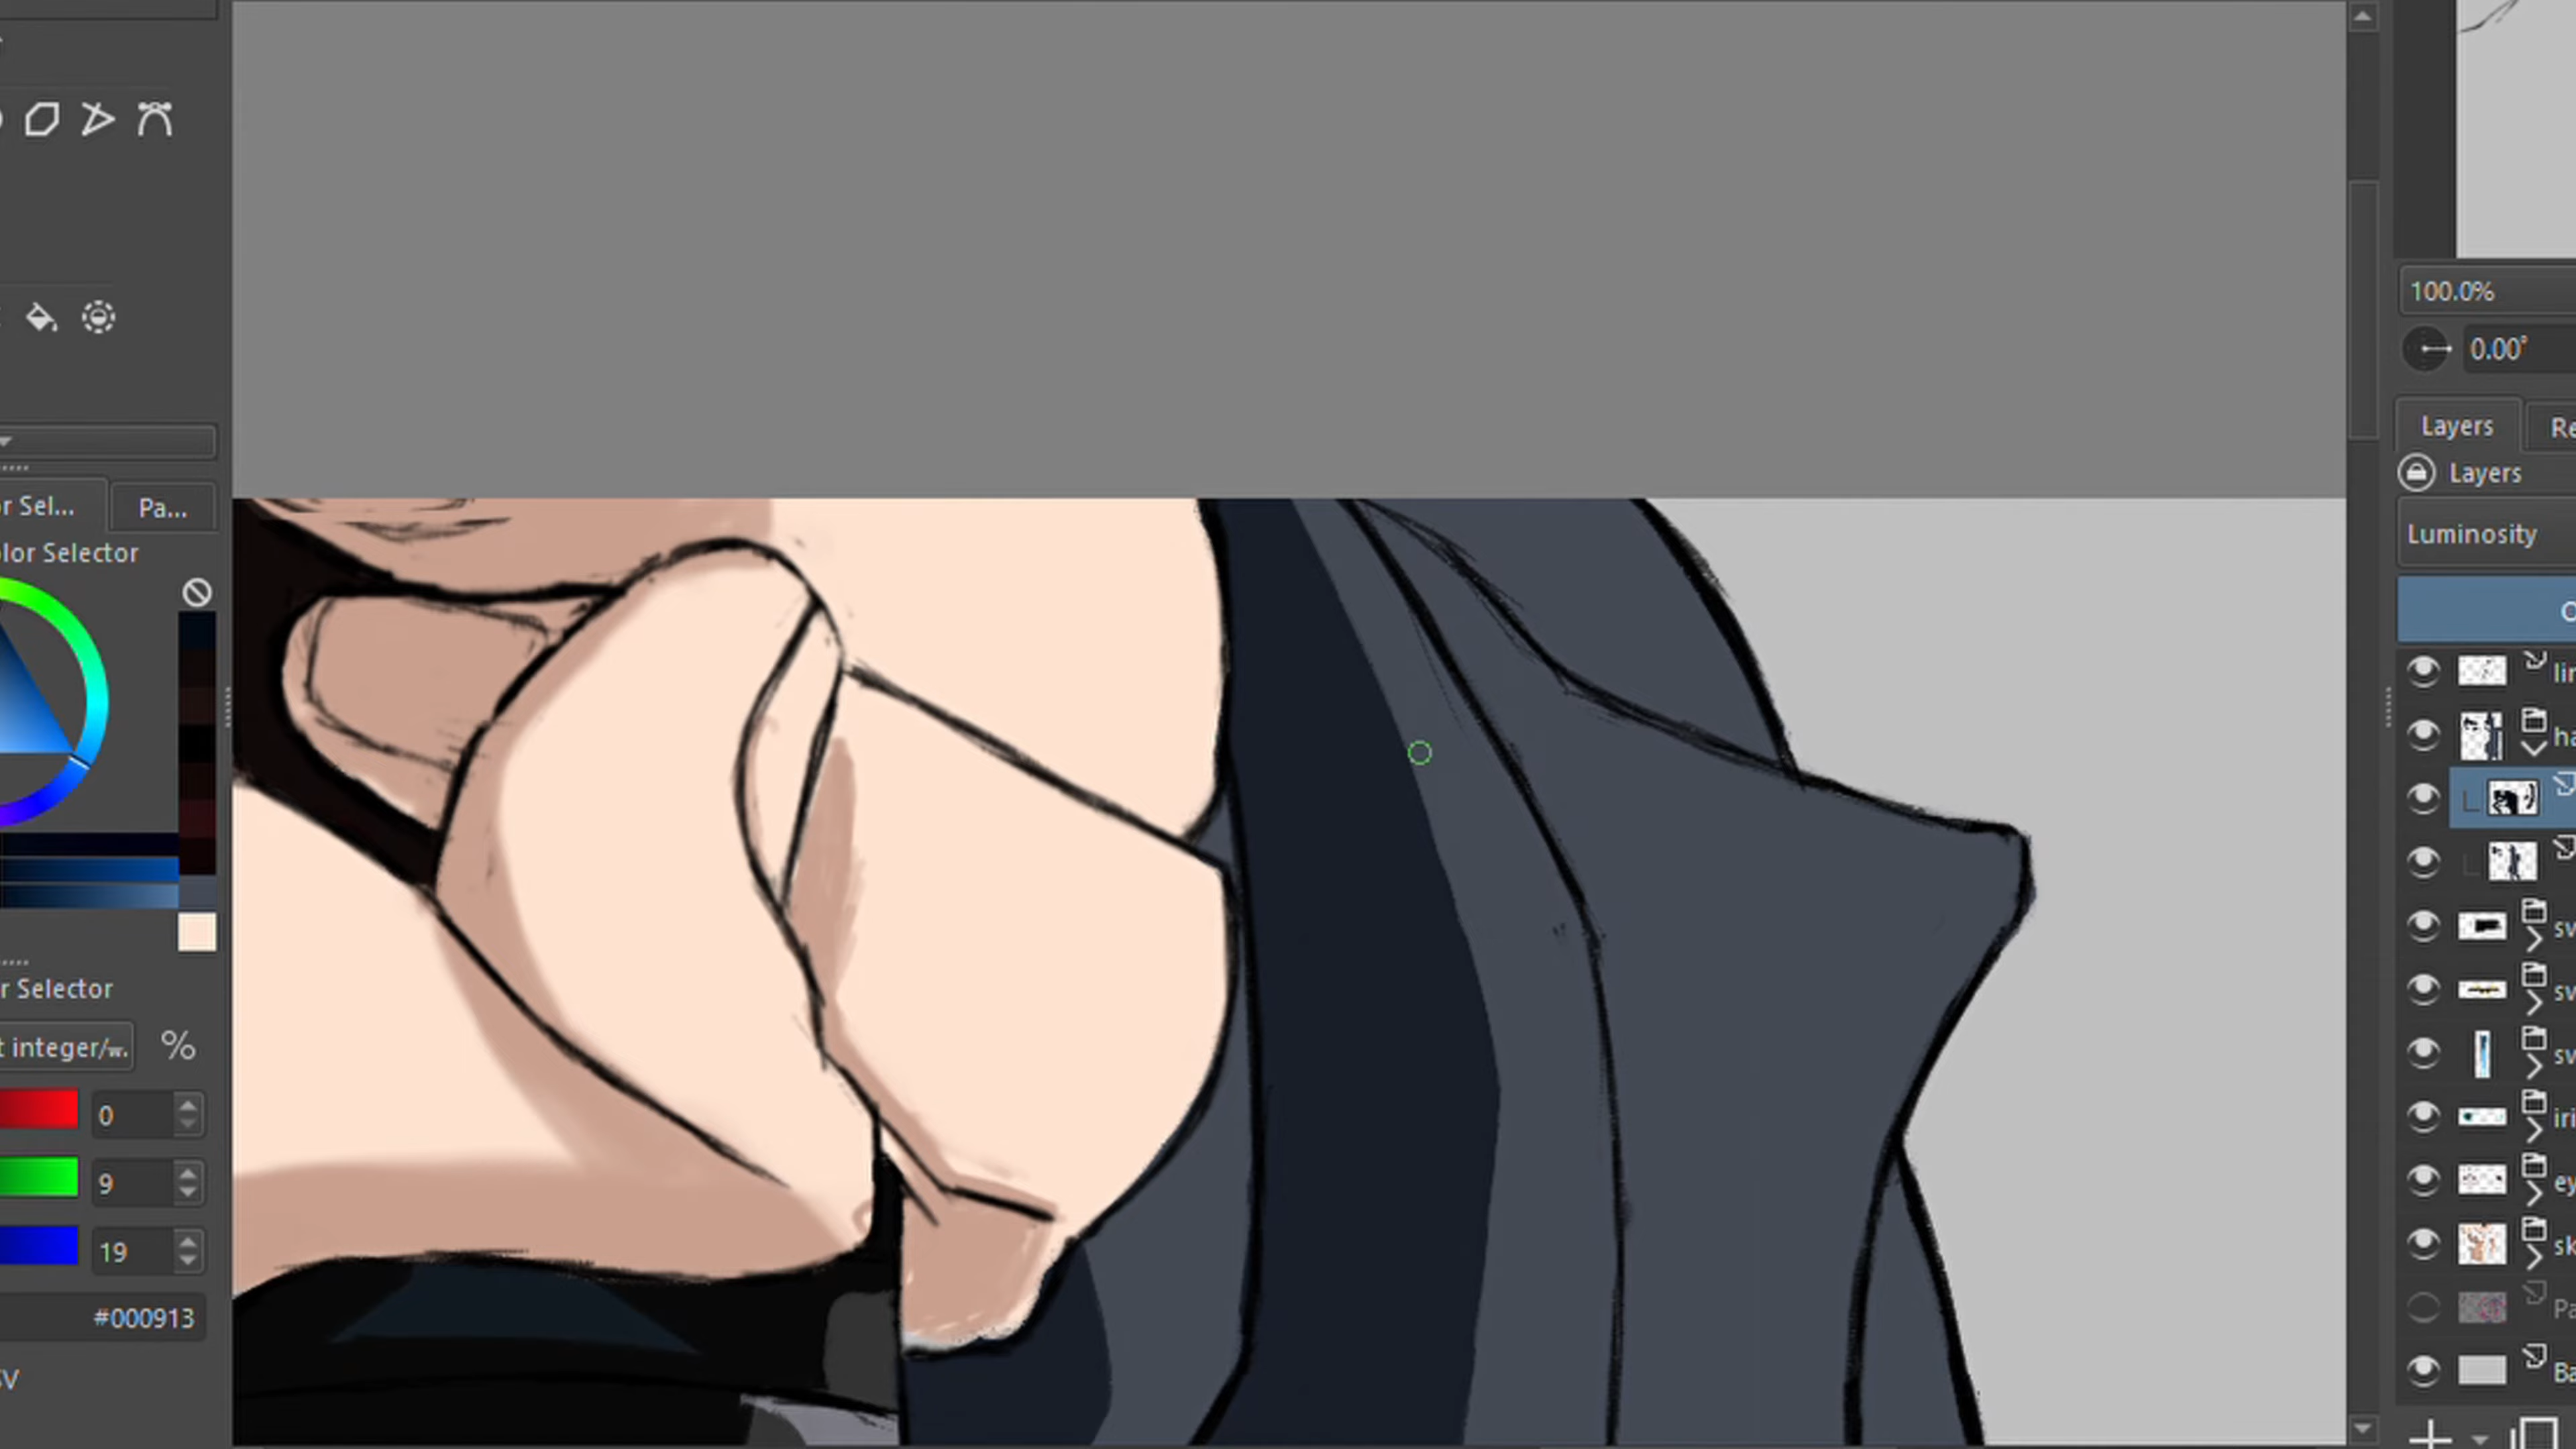 100.0%
0.00°
Layers
Layers
Luminosity
r Sel...
Pa...
lor Selector
r Selector
t integer/
%
0
9
19
#000913